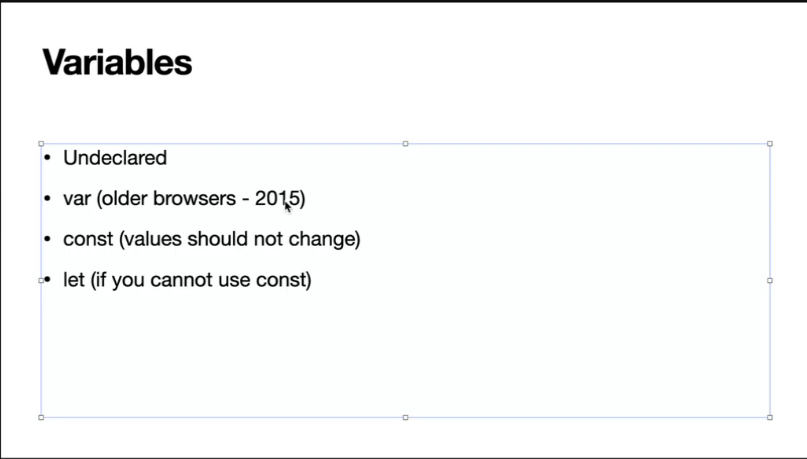 Variables
• Undeclared
• var (older browsers - 2015)
• const (values should not change)
• let (if you cannot use const)